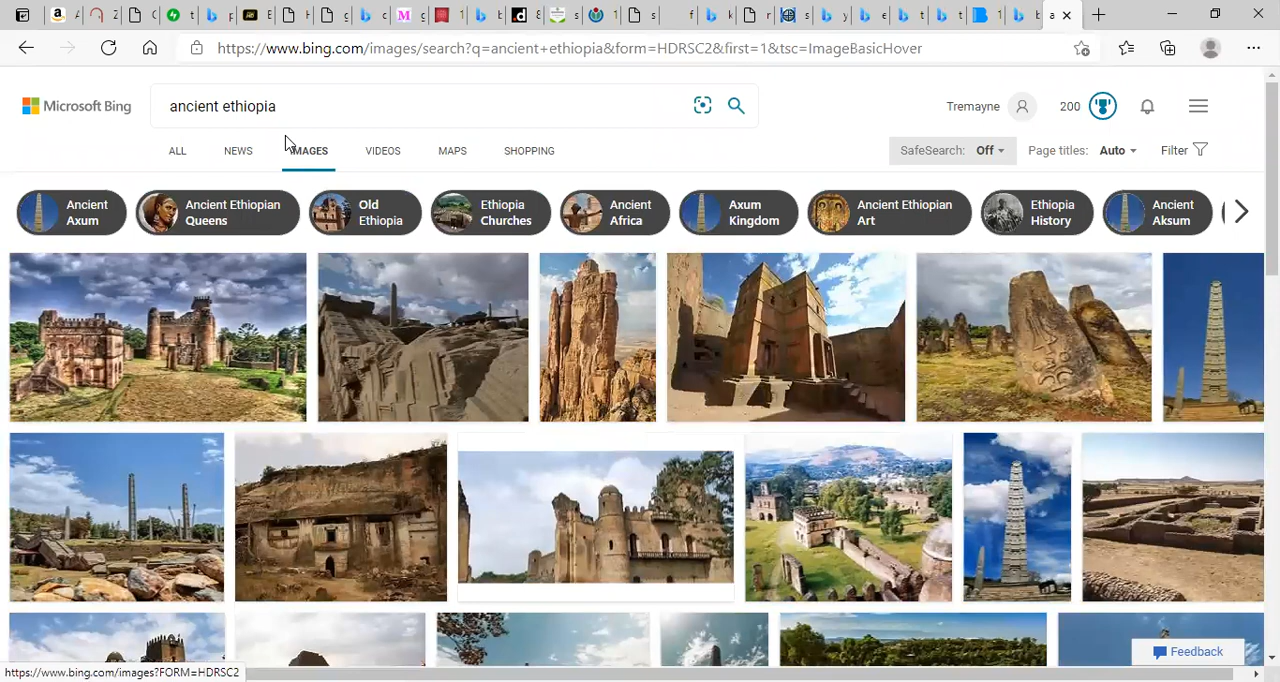 https://www.bing.com/images/search?q=ancient+ethiopia&form=HDRSC2&first=1&tsc=ImageBasicHover
Microsoft Bing
ancient ethiopia
Tremayne
200
ALL
NEWS
IMAGES
VIDEOS
MAPS
SHOPPING
SafeSearch: Off
Page titles: Auto
Filter
Ancient Axum
Ancient Ethiopian Queens
Old Ethiopia
Ethiopia Churches
Ancient Africa
Axum Kingdom
Ancient Ethiopian Art
Ethiopia History
Ancient Aksum
Feedback
https://www.bing.com/images?FORM=HDRSC2